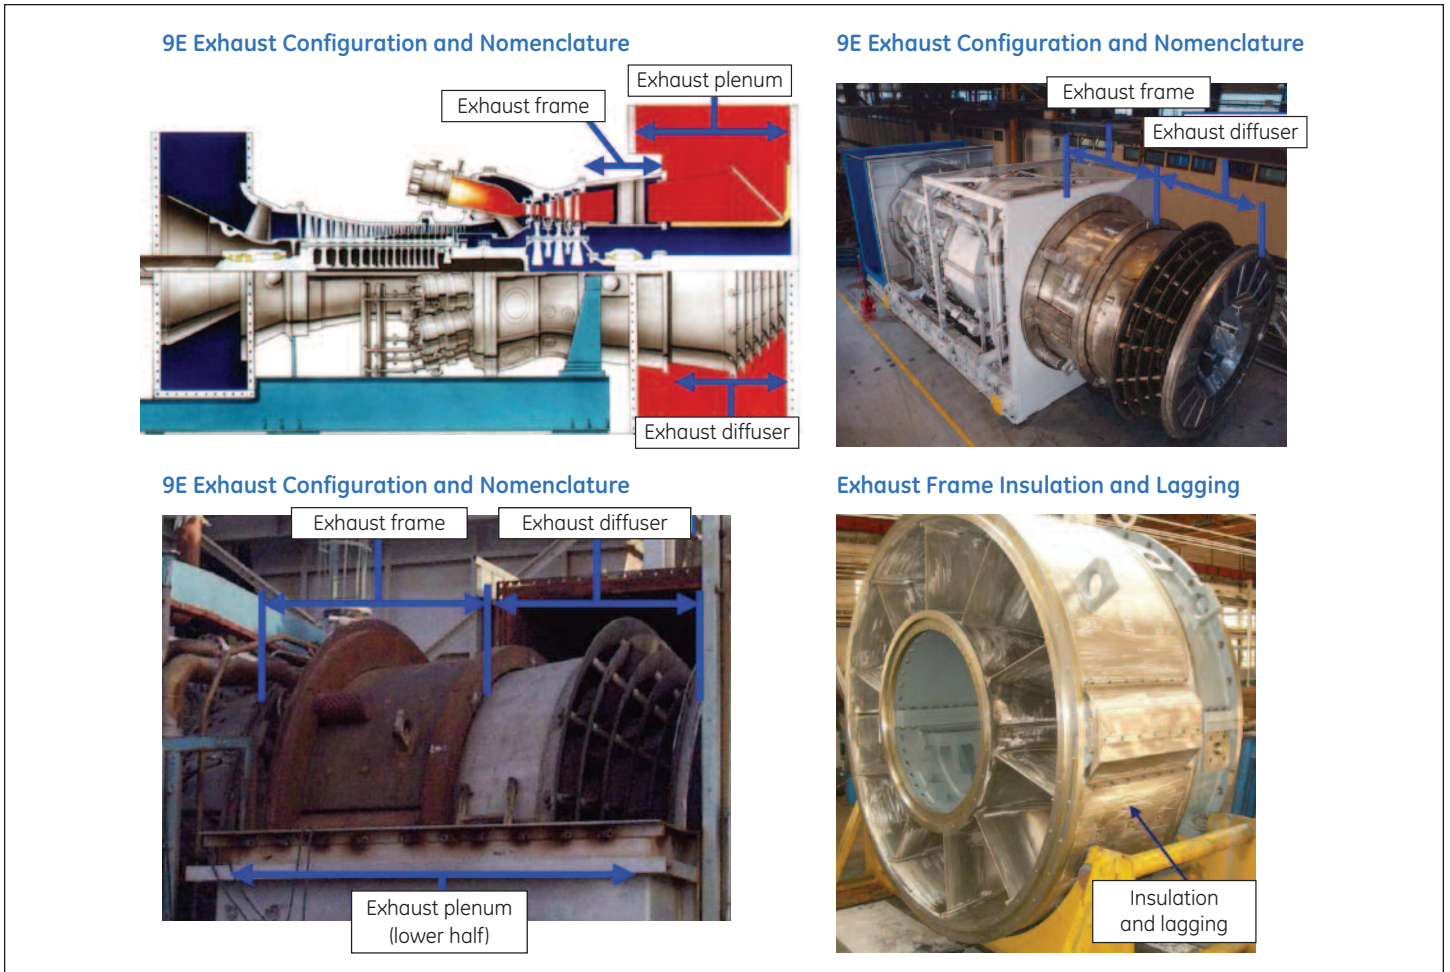 9E Exhaust Configuration and Nomenclature
Exhaust plenum
Exhaust frame
Exhaust diffuser
9E Exhaust Configuration and Nomenclature
Exhaust frame
Exhaust diffuser
9E Exhaust Configuration and Nomenclature
Exhaust frame
Exhaust diffuser
Exhaust plenum
(lower half)
Exhaust Frame Insulation and Lagging
Insulation
and lagging